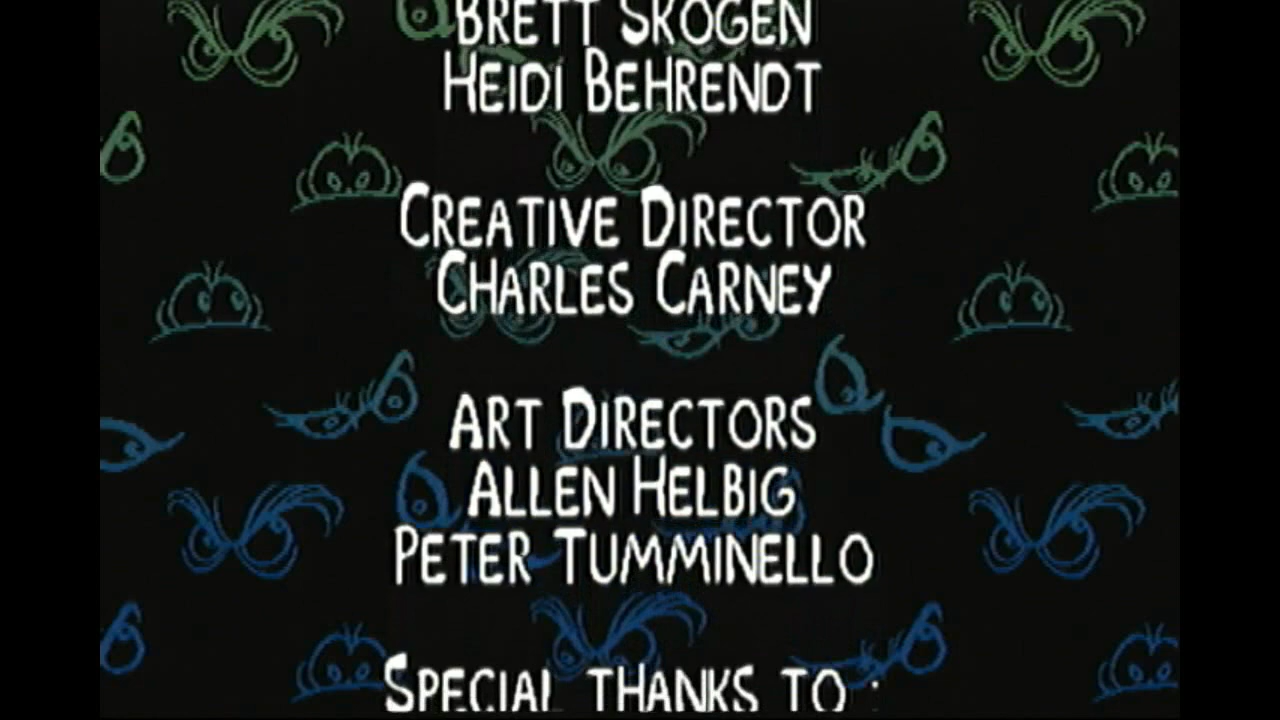 BRETT SKOGEN
HEIDI BEHRENDT
CREATIVE DIRECTOR
CHARLES CARNEY
ART DIRECTORS
ALLEN HELBIG
PETER TUMMINELLO
SPECIAL THANKS TO :